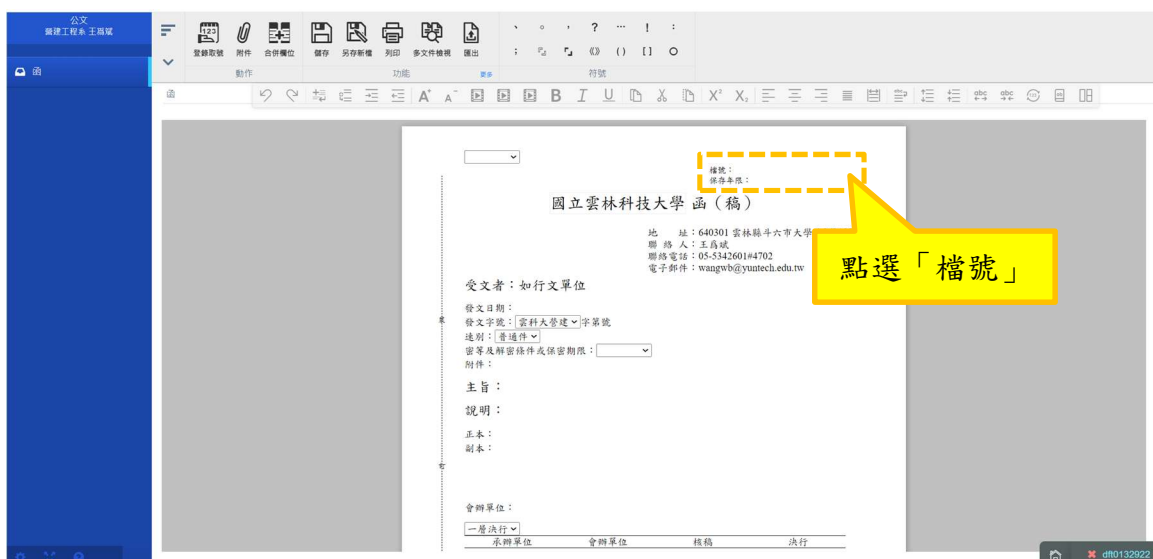 公文
營建工程系 王爲斌
函
登錄取號 附件 合併欄位 儲存 另存新檔 列印 多文件檢視 匯出
、 。 ， ? … ! ：
； 『』 「」 《》 () [] ○
動作 功能 更多 符號
函
檔號：
保存年限：
國立雲林科技大學 函（稿）
地 址：640301 雲林縣斗六市大學
聯 絡 人：王爲斌
聯絡電話：05-5342601#4702
電子郵件：wangwb@yuntech.edu.tw
點選「檔號」
受文者：如行文單位
發文日期：
發文字號：雲科大營建 字第號
速別：普通件
密等及解密條件或保密期限：
附件：
主旨：
說明：
正本：
副本：
會辦單位：
一層決行
承辦單位 會辦單位 核稿 決行
dft0132922